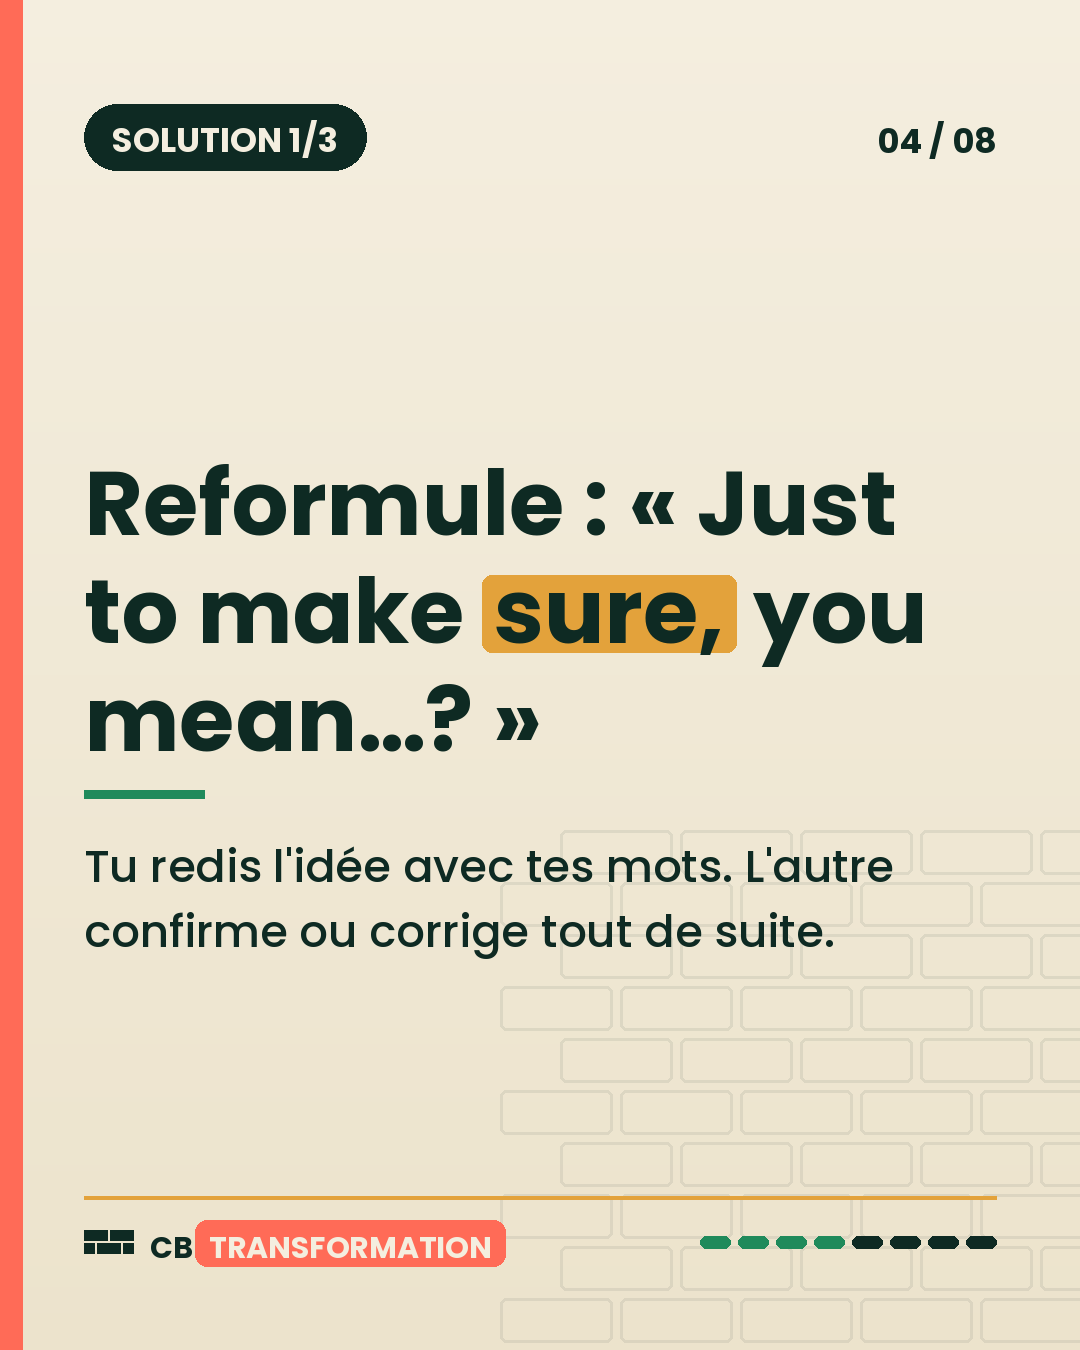 SOLUTION 1/3
04 / 08
Reformule : « Just
to make sure, you
mean...? »
Tu redis l'idée avec tes mots. L'autre
confirme ou corrige tout de suite.
CB TRANSFORMATION